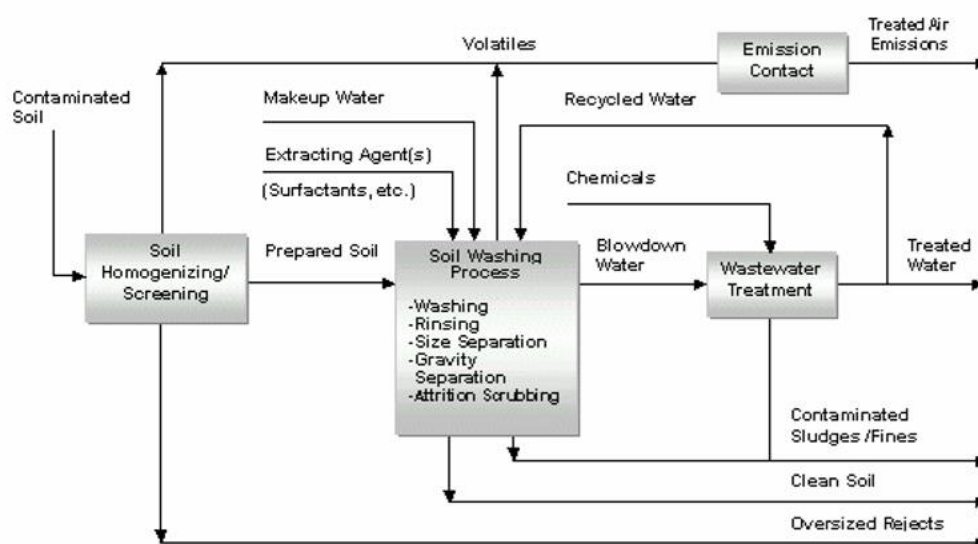 Treated Air
Emissions
Volatiles
Emission
Contact
Contaminated
Soil
Makeup Water
Recycled Water
Extracting Agent(s)
(Surfactants, etc.)
Chemicals
Soil
Homogenizing/
Screening
Prepared Soil
Soil Washing
Process
-Washing
-Rinsing
-Size Separation
-Gravity
Separation
-Attrition Scrubbing
Blowdown
Water
Wastewater
Treatment
Treated
Water
Contaminated
Sludges/Fines
Clean Soil
Oversized Rejects